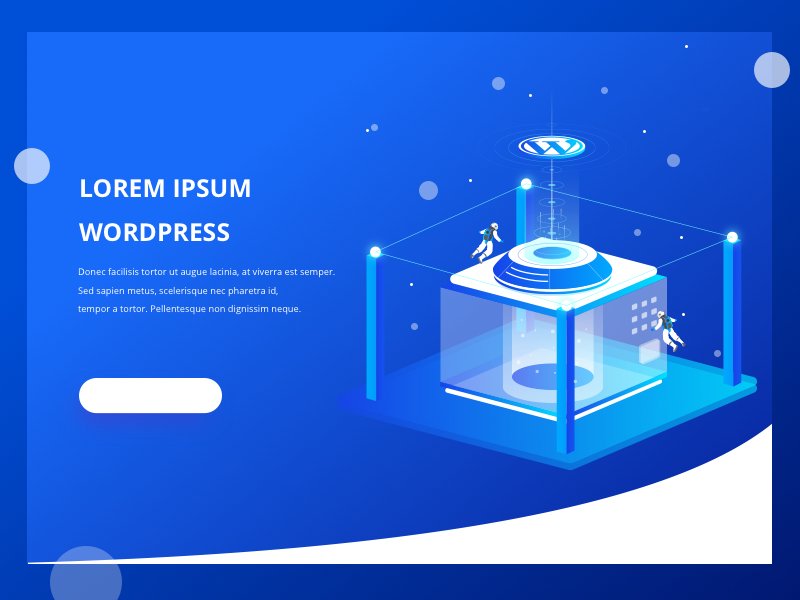 LOREM IPSUM
WORDPRESS
Donec facilisis tortor ut augue lacinia, at viverra est semper.
Sed sapien metus, scelerisque nec pharetra id,
tempor a tortor. Pellentesque non dignissim neque.